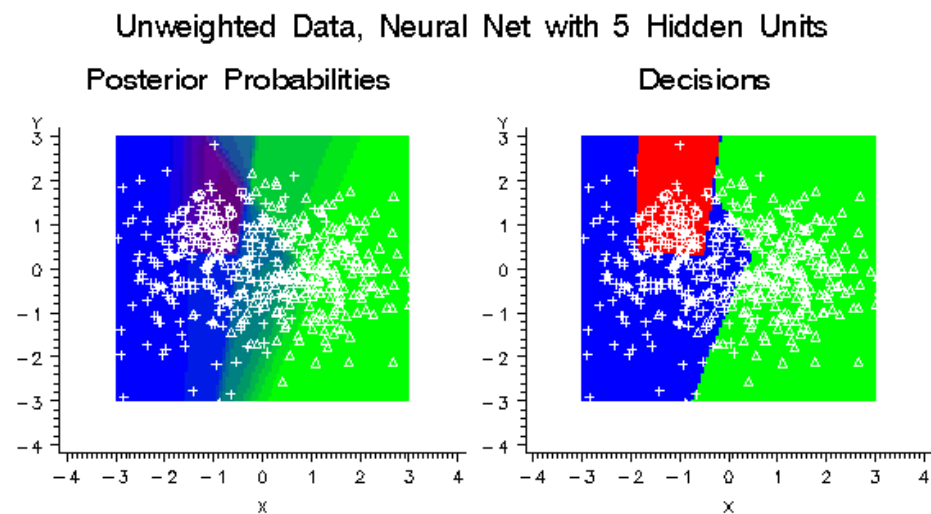 Unweighted Data, Neural Net with 5 Hidden Units
Posterior Probabilities
Decisions
Y
3
2
1
0
-1
-2
-3
-4
-4 -3 -2 -1 0 1 2 3 4
X
Y
3
2
1
0
-1
-2
-3
-4
-4 -3 -2 -1 0 1 2 3 4
X